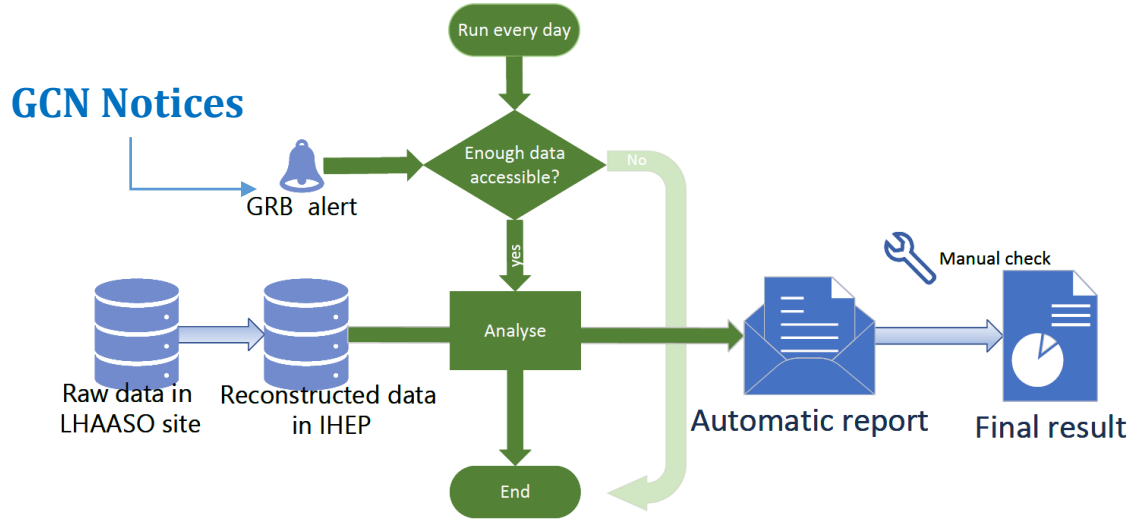 Run every day
GCN Notices
Enough data
accessible?
No
GRB alert
yes
Manual check
Analyse
Raw data in
LHAASO site
Reconstructed data
in IHEP
Automatic report
Final result
End